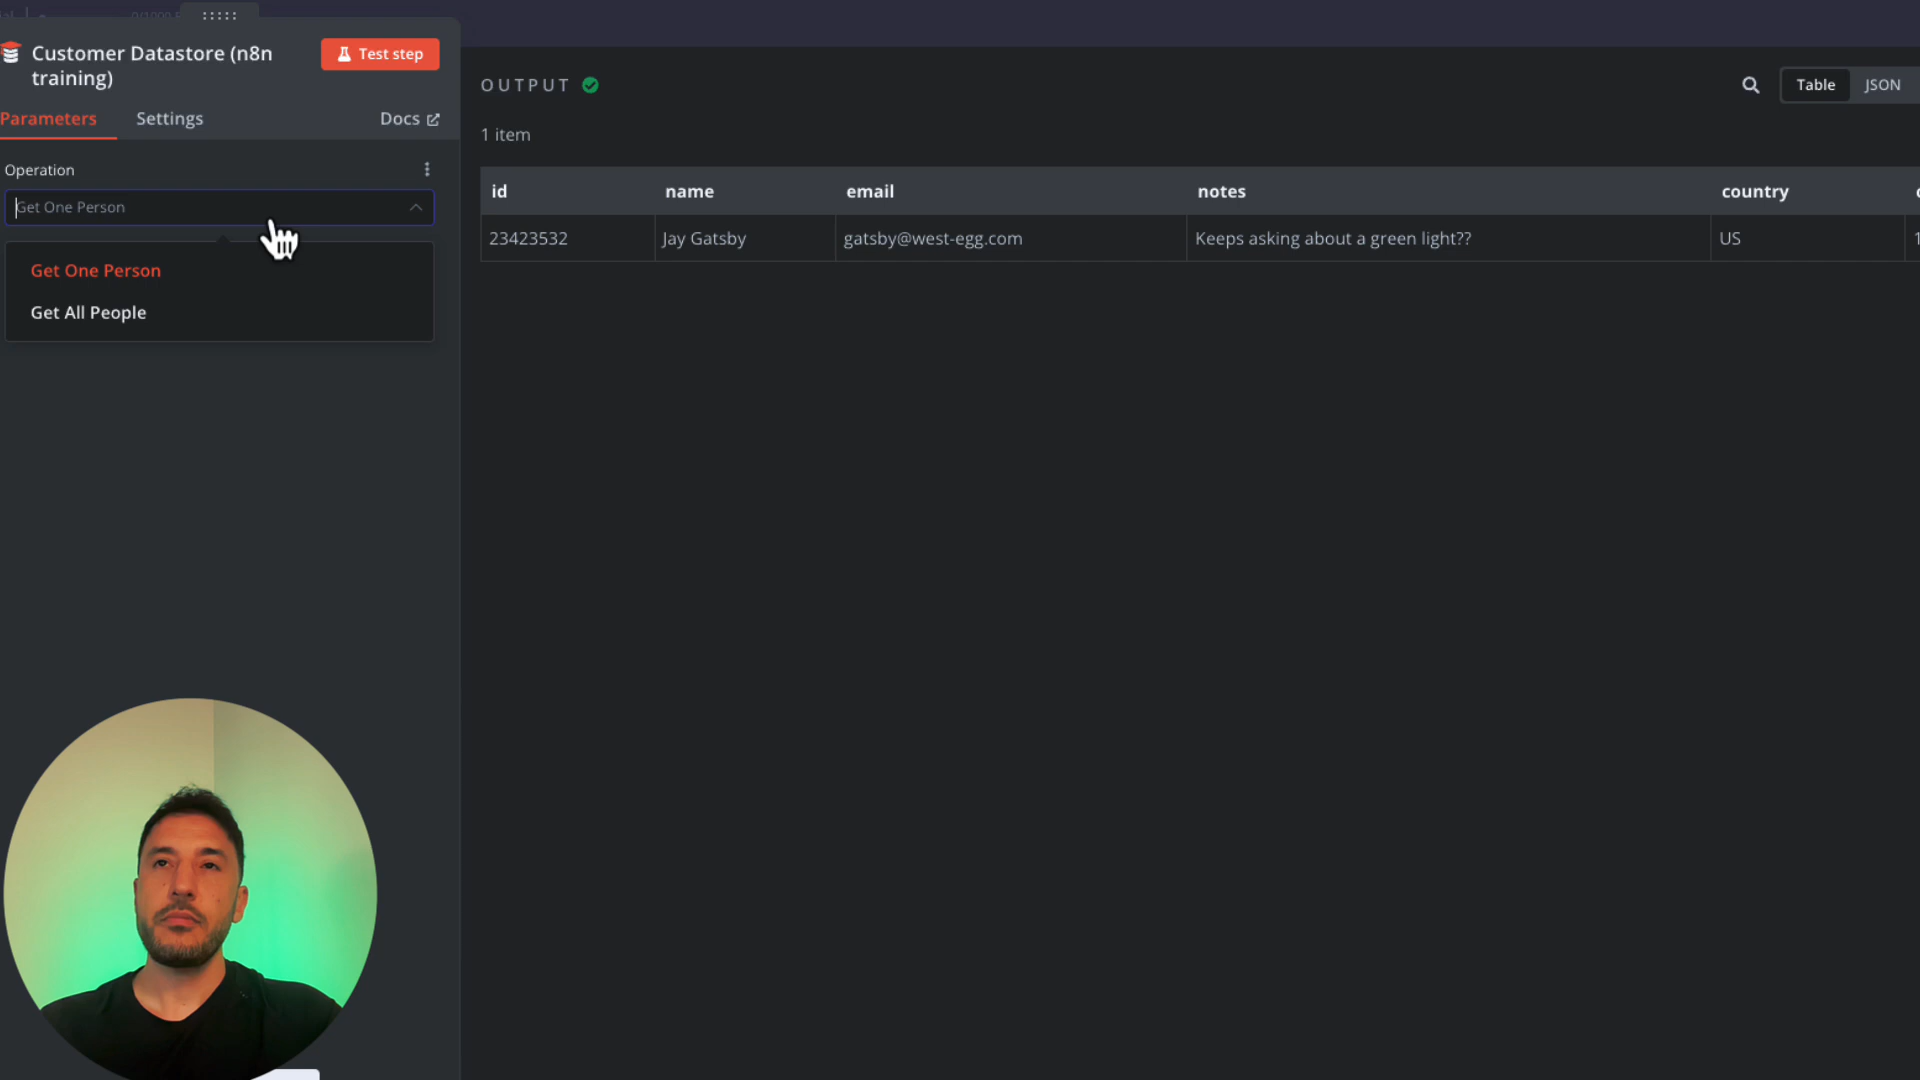 Customer Datastore (n8n
training)
Test step
Parameters
Settings
Docs
Operation
Get One Person
Get One Person
Get All People
OUTPUT
Table
JSON
1 item
id
name
email
notes
country
23423532
Jay Gatsby
gatsby@west-egg.com
Keeps asking about a green light??
US